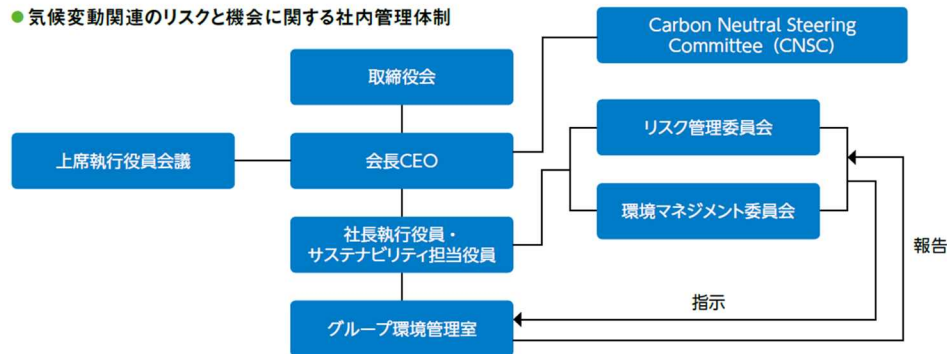 ●気候変動関連のリスクと機会に関する社内管理体制
Carbon Neutral Steering
Committee（CNSC）
取締役会
リスク管理委員会
上席執行役員会議
会長CEO
環境マネジメント委員会
社長執行役員・
サステナビリティ担当役員
報告
指示
グループ環境管理室